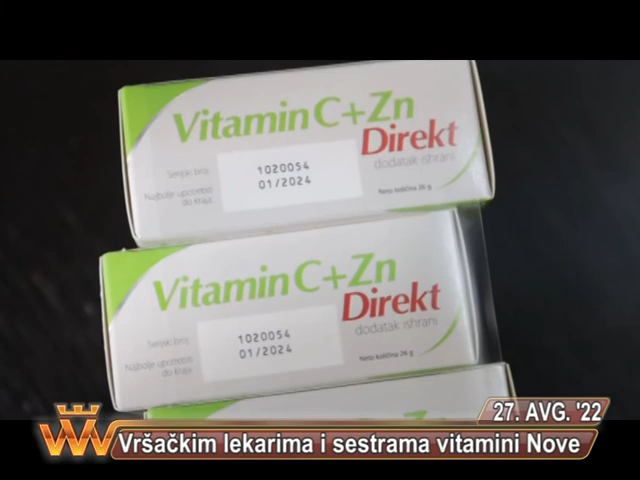 Vitamin C+Zn
Direkt
dodatak ishrani
Serijski broj:
1020054
Najbolje upotrebiti
do kraja:
01/2024
Neto količina 26 g
Vitamin C+Zn
Direkt
dodatak ishrani
Serijski broj:
1020054
Najbolje upotrebiti
do kraja:
01/2024
Neto količina 26 g
27. AVG. '22
Vršačkim lekarima i sestrama vitamini Nove